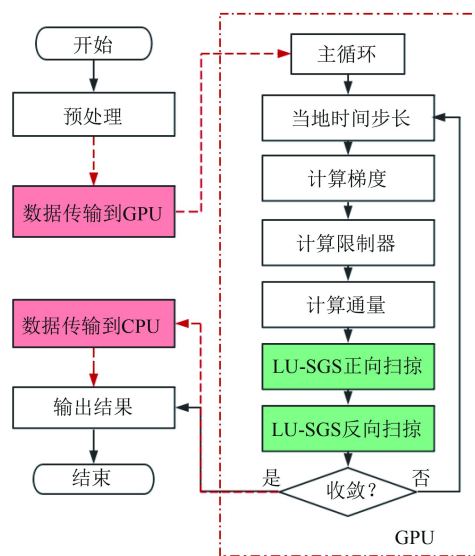 开始
预处理
数据传输到GPU
数据传输到CPU
输出结果
结束
主循环
当地时间步长
计算梯度
计算限制器
计算通量
LU-SGS正向扫掠
LU-SGS反向扫掠
收敛？
是
否
GPU